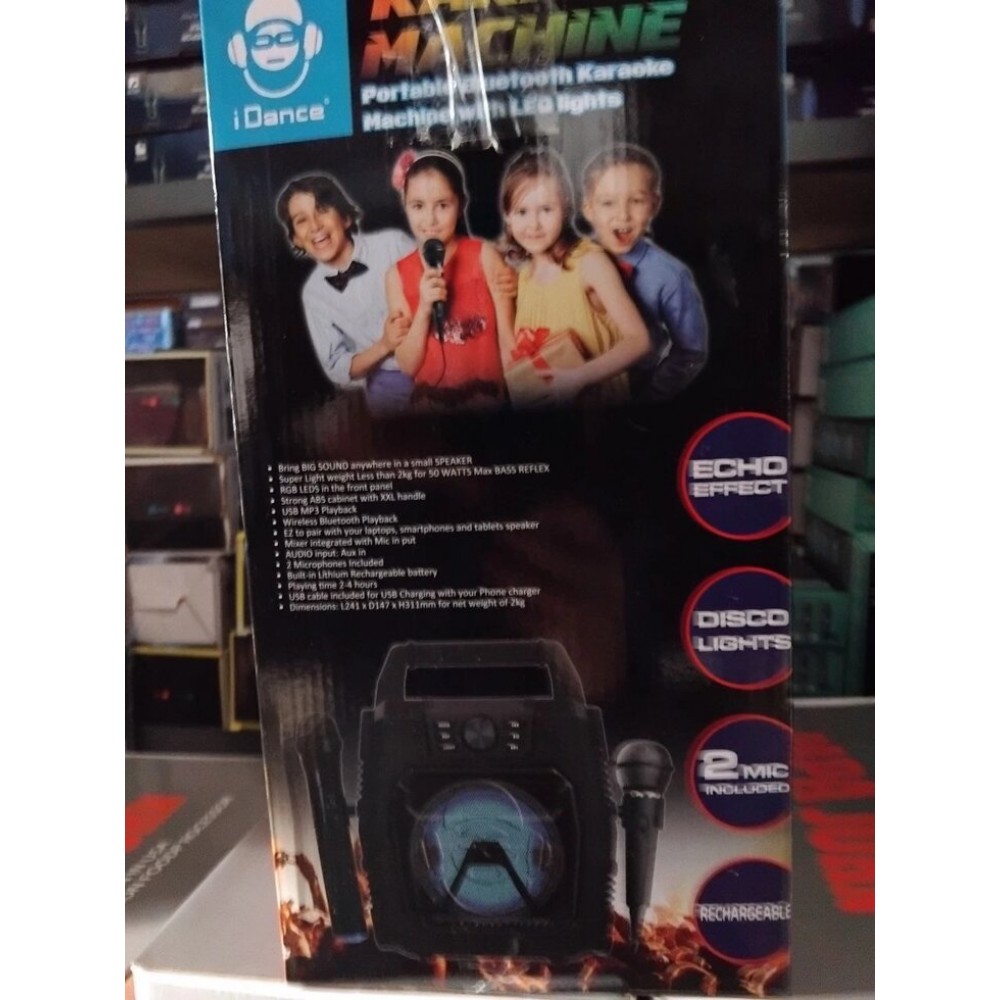 KARA
MACHINE
Portable Bluetooth Karaoke
Machine with LED lights
i Dance
Bring BIG SOUND anywhere in a small SPEAKER
Super Light weight Less than 2kg for 50 WATTS Max BASS REFLEX
RGB LEDS in the front panel
Strong ABS cabinet with XXL handle
USB MP3 Playback
Wireless Bluetooth Playback
EZ to pair with your laptops, smartphones and tablets speaker
Mixer integrated with Mic in put
AUDIO input: Aux in
2 Microphones Included
Built-in Lithium Rechargeable battery
Playing time 2-4 hours
USB cable included for USB Charging with your Phone charger
Dimensions: L241 x D147 x H311mm for net weight of 2kg
ECHO
EFFECT
DISCO
LIGHTS
2 MIC
INCLUDED
RECHARGEABLE